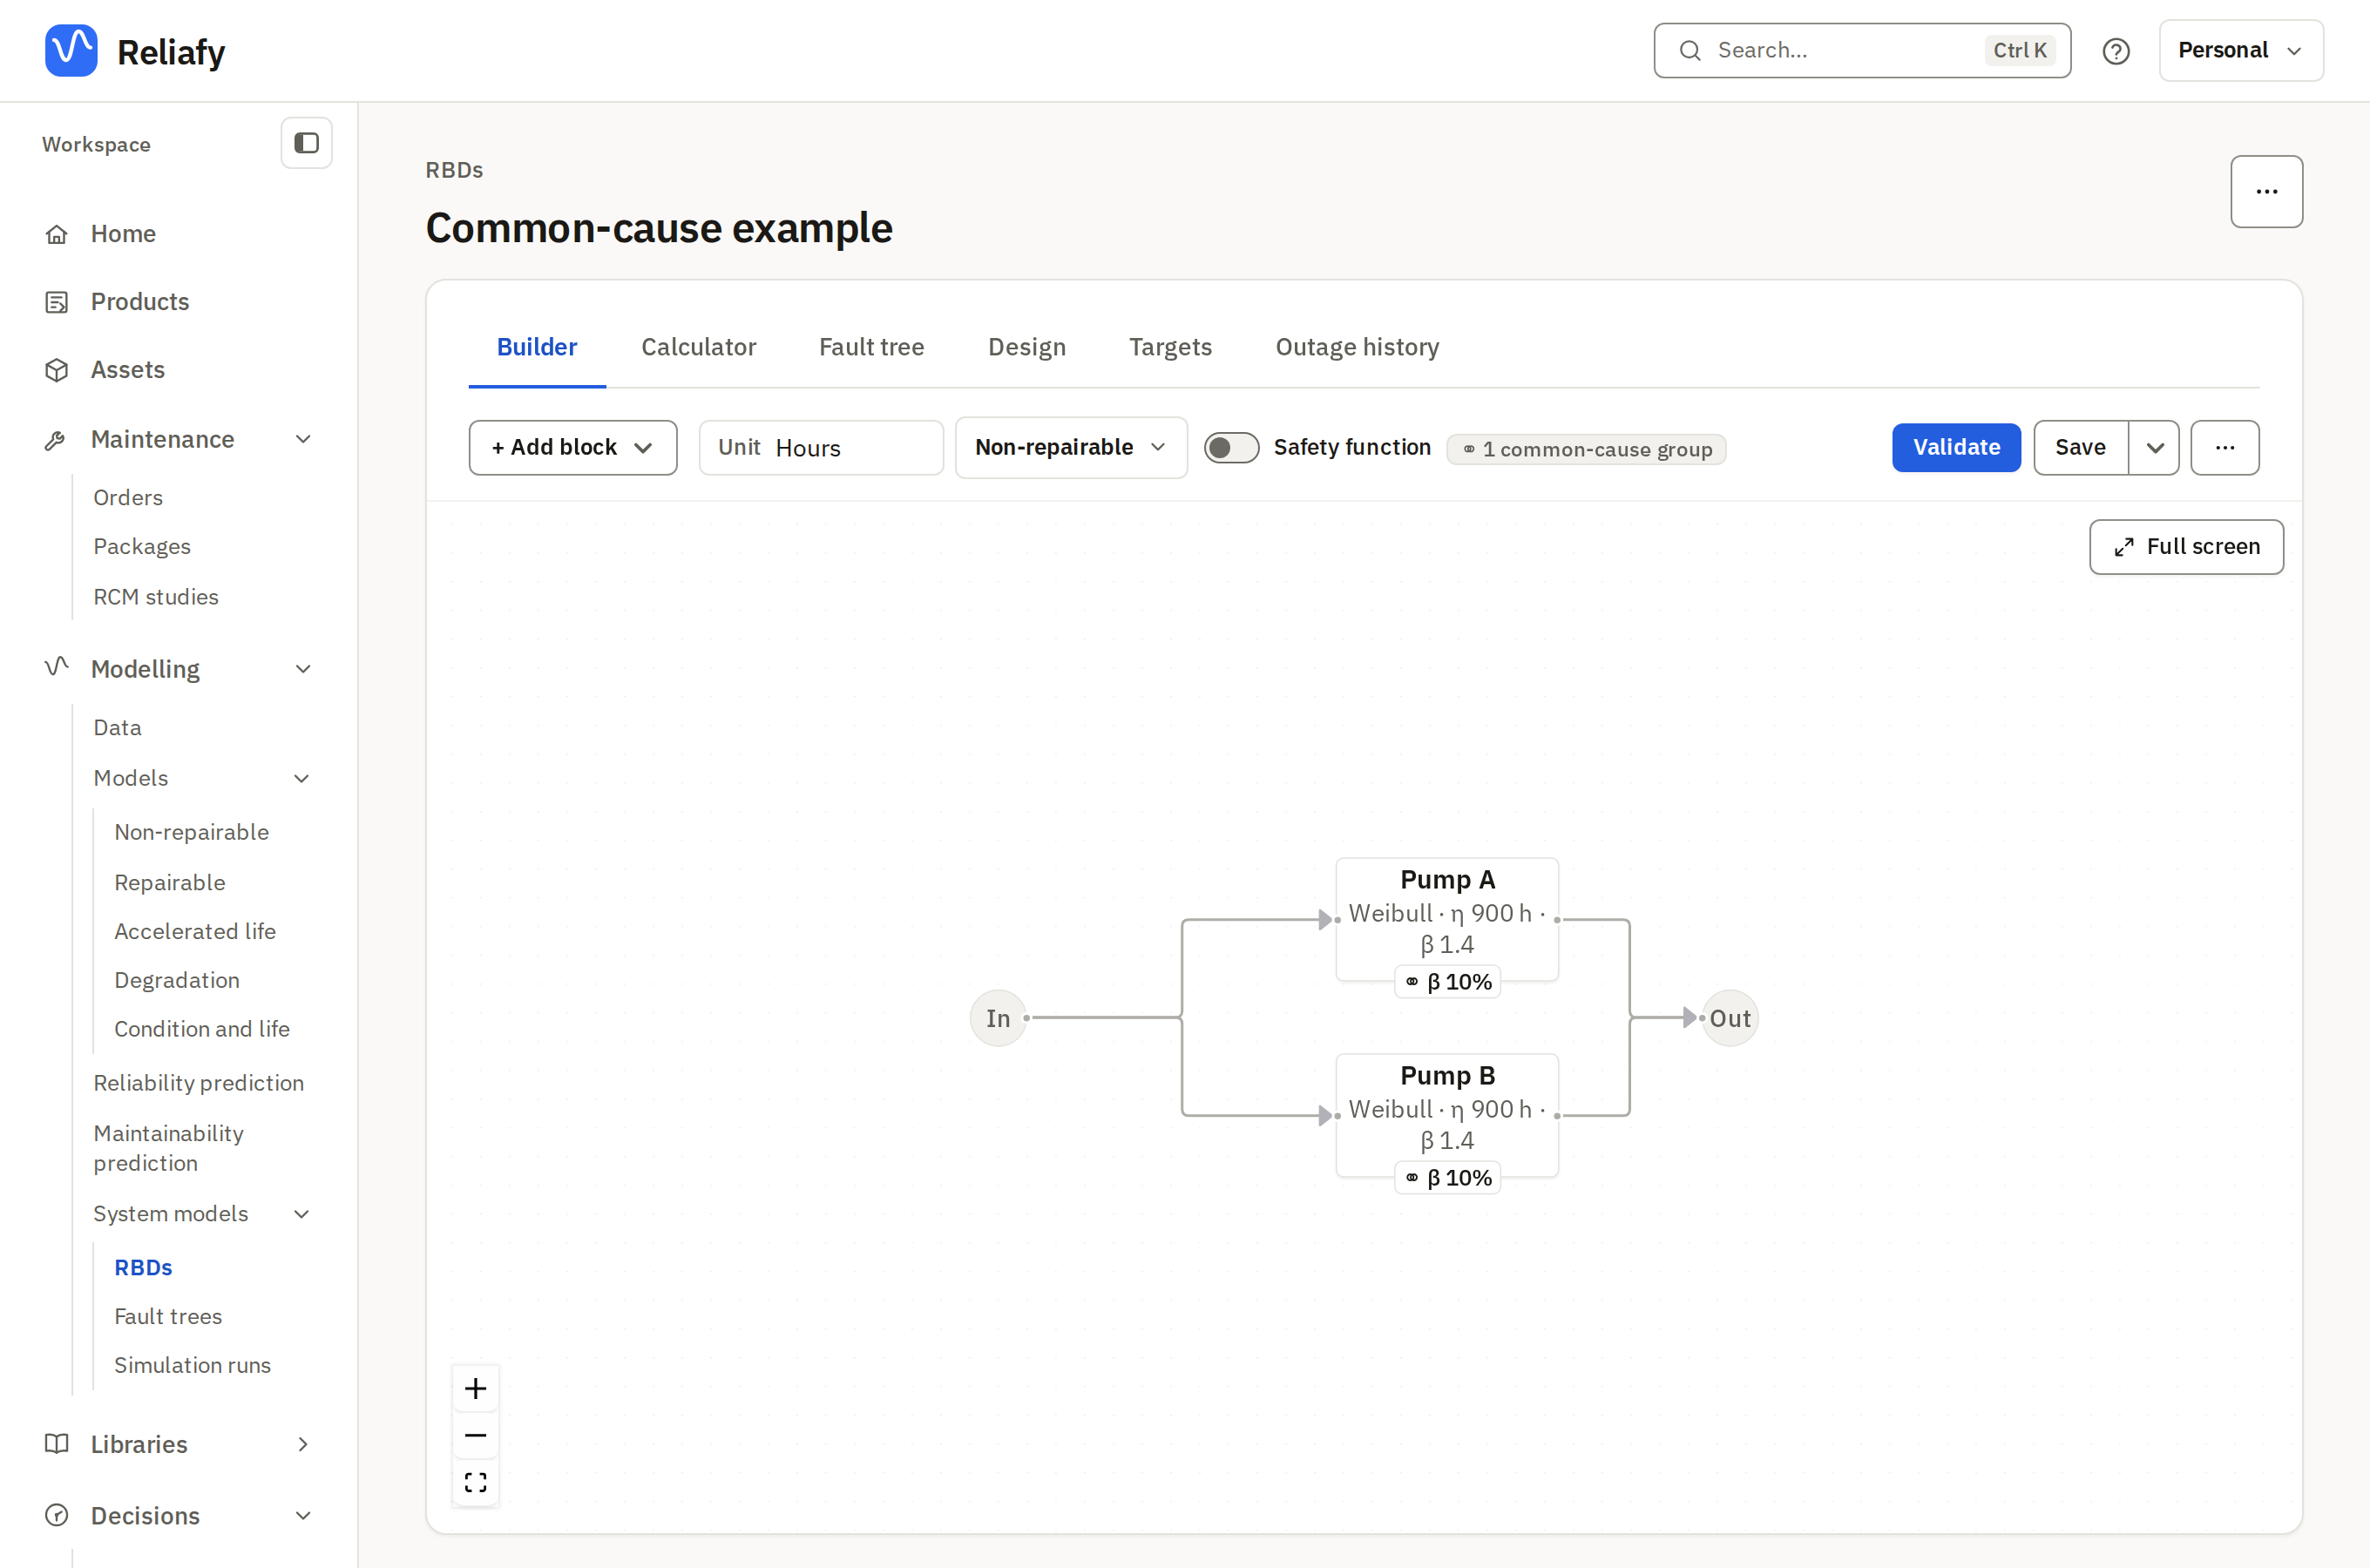 Reliafy
Search...
Ctrl K
Personal
Workspace
Home
Products
Assets
Maintenance
Orders
Packages
RCM studies
Modelling
Data
Models
Non-repairable
Repairable
Accelerated life
Degradation
Condition and life
Reliability prediction
Maintainability
prediction
System models
RBDs
Fault trees
Simulation runs
Libraries
Decisions
RBDs
Common-cause example
Builder
Calculator
Fault tree
Design
Targets
Outage history
+ Add block
Unit Hours
Non-repairable
Safety function
1 common-cause group
Validate
Save
Full screen
In
Pump A
Weibull · η 900 h ·
β 1.4
β 10%
Pump B
Weibull · η 900 h ·
β 1.4
β 10%
Out